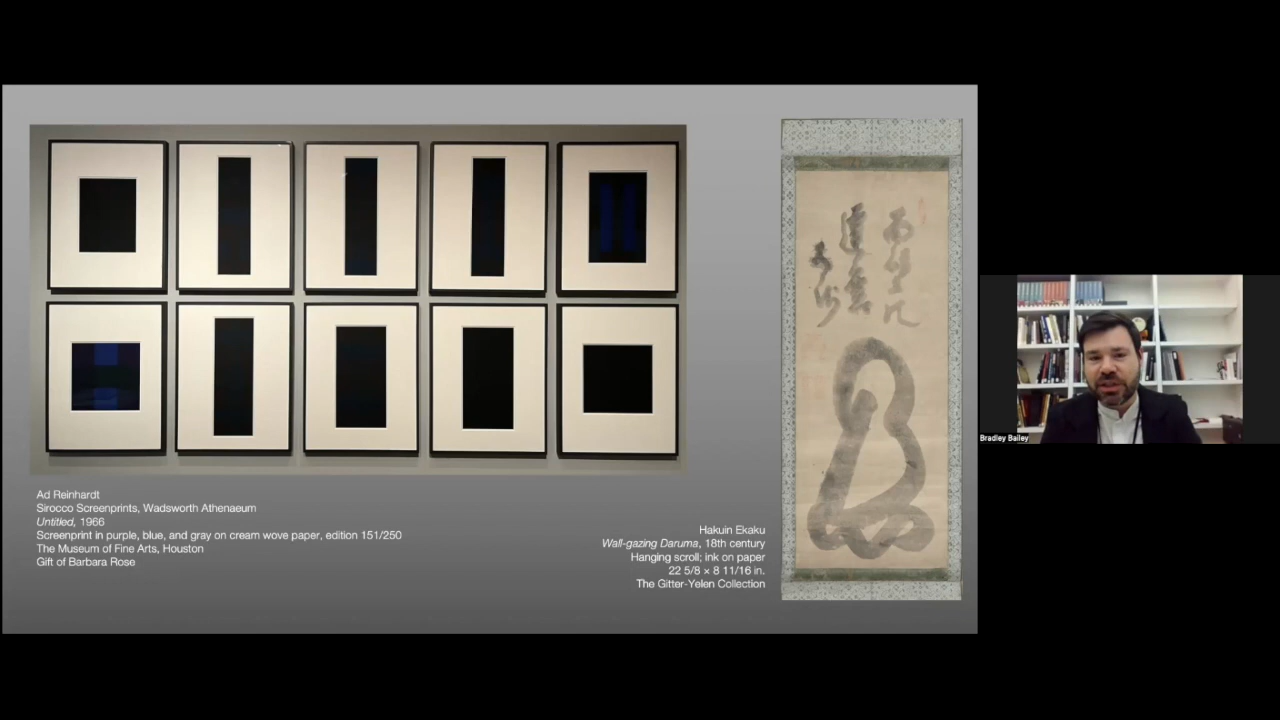 Ad Reinhardt
Sirocco Screenprints, Wadsworth Athenaeum
Untitled, 1966
Screenprint in purple, blue, and gray on cream wove paper, edition 151/250
The Museum of Fine Arts, Houston
Gift of Barbara Rose
Hakuin Ekaku
Wall-gazing Daruma, 18th century
Hanging scroll; ink on paper
22 5/8 × 8 11/16 in.
The Gitter-Yelen Collection
Bradley Bailey